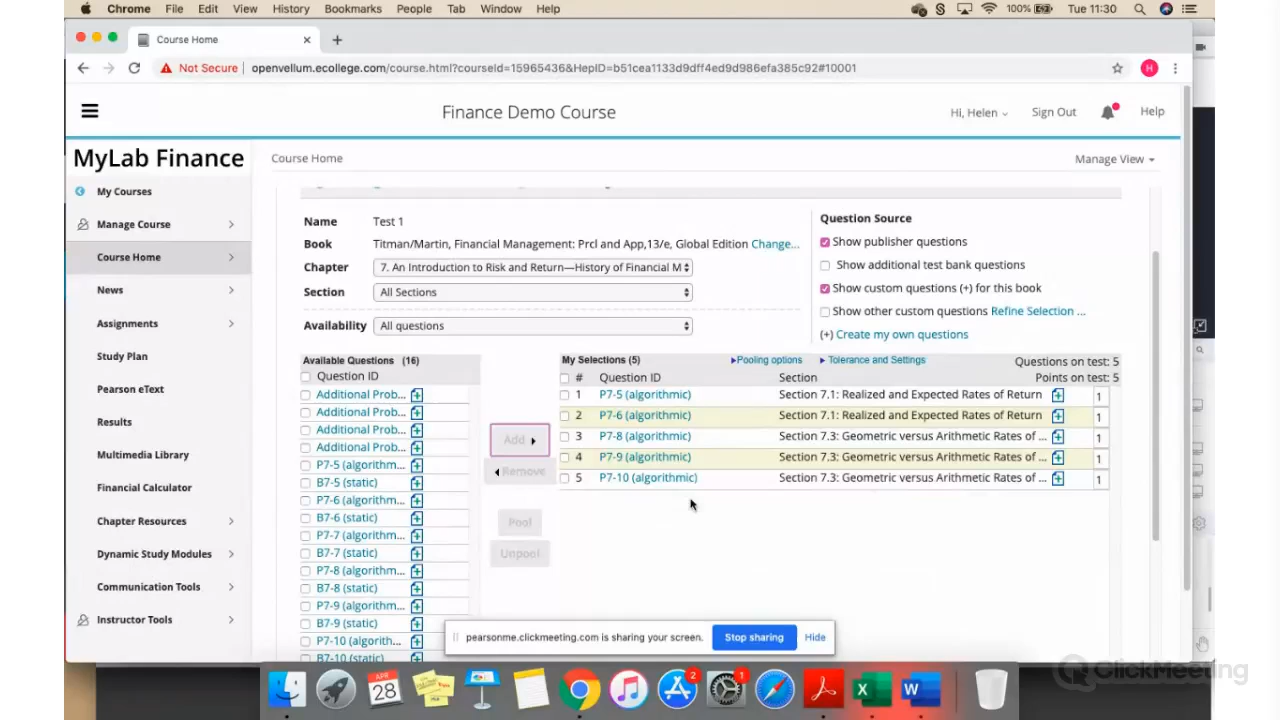 Chrome File Edit View History Bookmarks People Tab Window Help 100% Tue 11:30
Course Home
Not Secure openvellum.ecollege.com/course.html?courseid=15965436&HepID=b51cea1133d9dff4ed9d986efa385c92#10001 H
Finance Demo Course Hi, Helen Sign Out Help
MyLab Finance
Course Home Manage View
My Courses
Manage Course
Course Home
News
Assignments
Study Plan
Pearson eText
Results
Multimedia Library
Financial Calculator
Chapter Resources
Dynamic Study Modules
Communication Tools
Instructor Tools
Name Test 1
Book Titman/Martin, Financial Management: Prcl and App,13/e, Global Edition Change...
Chapter 7. An Introduction to Risk and Return—History of Financial M
Section All Sections
Availability All questions
Question Source
Show publisher questions
Show additional test bank questions
Show custom questions (+) for this book
Show other custom questions Refine Selection ...
(+) Create my own questions
Available Questions (16)
Question ID
Additional Prob...
Additional Prob...
Additional Prob...
Additional Prob...
P7-5 (algorithm...
B7-5 (static)
P7-6 (algorithm...
B7-6 (static)
P7-7 (algorithm...
B7-7 (static)
P7-8 (algorithm...
B7-8 (static)
P7-9 (algorithm...
B7-9 (static)
P7-10 (algorith...
B7-10 (static)
Add
Remove
Pool
Unpool
My Selections (5) Pooling options Tolerance and Settings Questions on test: 5
# Question ID Section Points on test: 5
1 P7-5 (algorithmic) Section 7.1: Realized and Expected Rates of Return 1
2 P7-6 (algorithmic) Section 7.1: Realized and Expected Rates of Return 1
3 P7-8 (algorithmic) Section 7.3: Geometric versus Arithmetic Rates of ... 1
4 P7-9 (algorithmic) Section 7.3: Geometric versus Arithmetic Rates of ... 1
5 P7-10 (algorithmic) Section 7.3: Geometric versus Arithmetic Rates of ... 1
pearsonme.clickmeeting.com is sharing your screen. Stop sharing Hide
APR
28
2
1
X
W
ClickMeeting